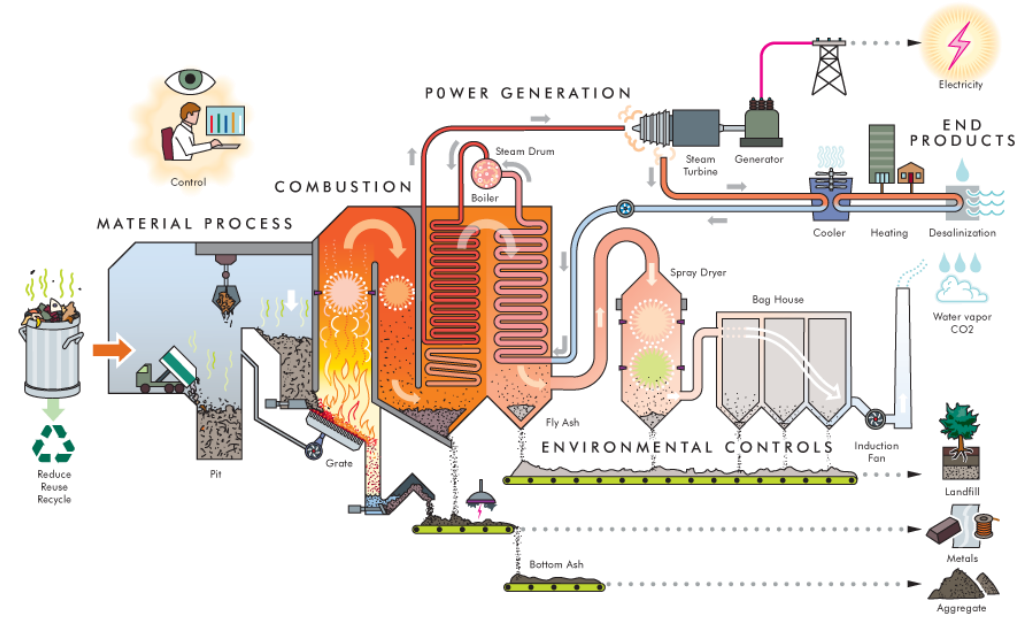 POWER GENERATION
Electricity
END
PRODUCTS
Steam Drum
Steam
Turbine
Generator
Control
COMBUSTION
Boiler
MATERIAL PROCESS
Cooler
Heating
Desalinization
Spray Dryer
Bag House
Water vapor
CO2
Fly Ash
ENVIRONMENTAL CONTROLS
Induction
Fan
Grate
Pit
Reduce
Reuse
Recycle
Landfill
Metals
Bottom Ash
Aggregate